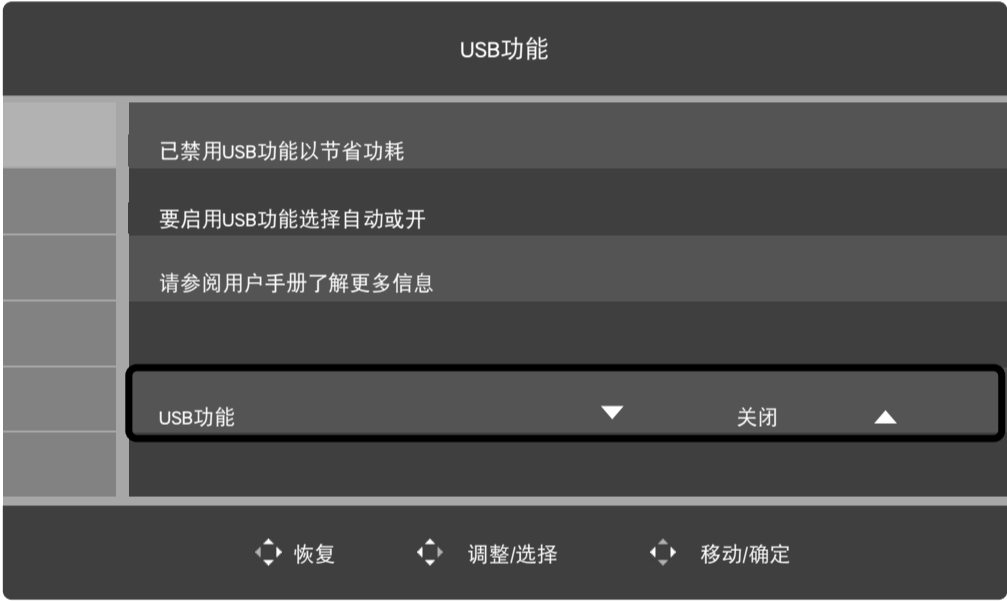 USB功能
已禁用USB功能以节省功耗
要启用USB功能选择自动或开
请参阅用户手册了解更多信息
USB功能 关闭
恢复 调整/选择 移动/确定